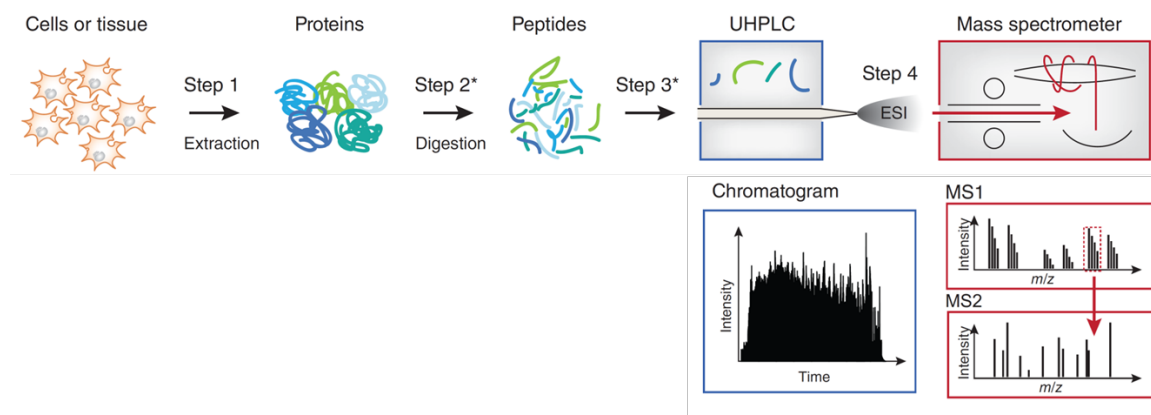 Cells or tissue
Proteins
Peptides
UHPLC
Mass spectrometer
Step 1
Extraction
Step 2*
Digestion
Step 3*
Step 4
ESI
Chromatogram
Intensity
Time
MS1
Intensity
m/z
MS2
Intensity
m/z